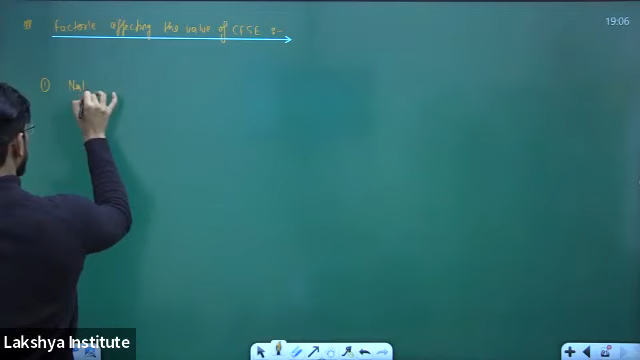 Factors affecting the value of CFSE :-
19:06
① Nat
Lakshya Institute